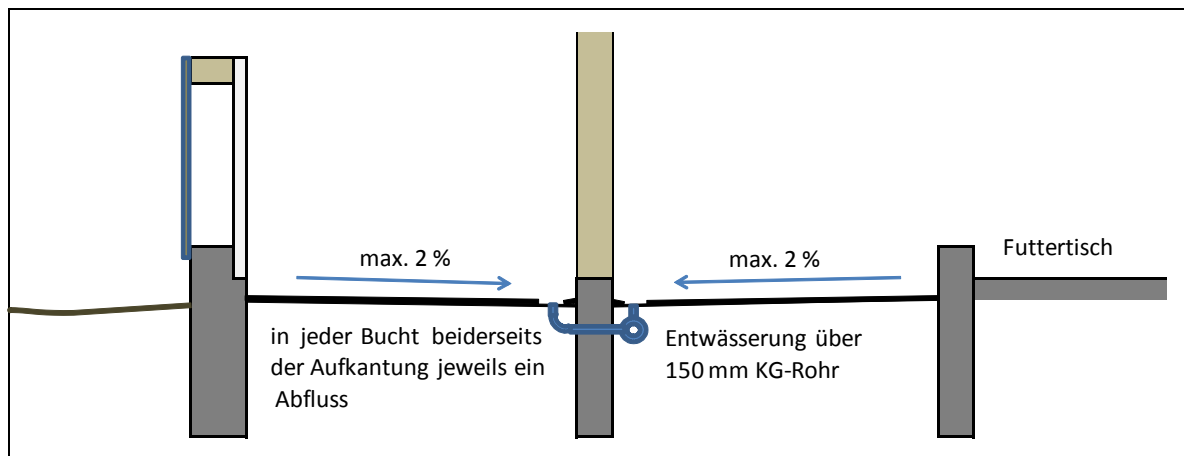 max. 2 %
max. 2 %
Futtertisch
in jeder Bucht beiderseits
der Aufkantung jeweils ein
Abfluss
Entwässerung über
150 mm KG-Rohr